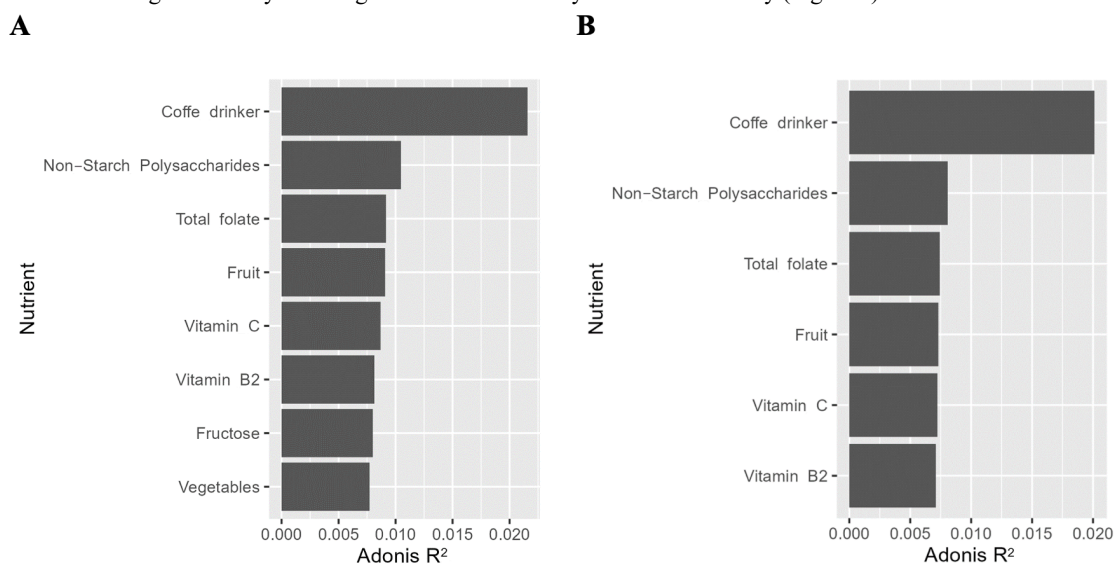 A
B
Coffe drinker
Non-Starch Polysaccharides
Total folate
Fruit
Vitamin C
Vitamin B2
Fructose
Vegetables
Nutrient
0.000 0.005 0.010 0.015 0.020
Adonis R²
Coffe drinker
Non-Starch Polysaccharides
Total folate
Fruit
Vitamin C
Vitamin B2
Nutrient
0.000 0.005 0.010 0.015 0.020
Adonis R²